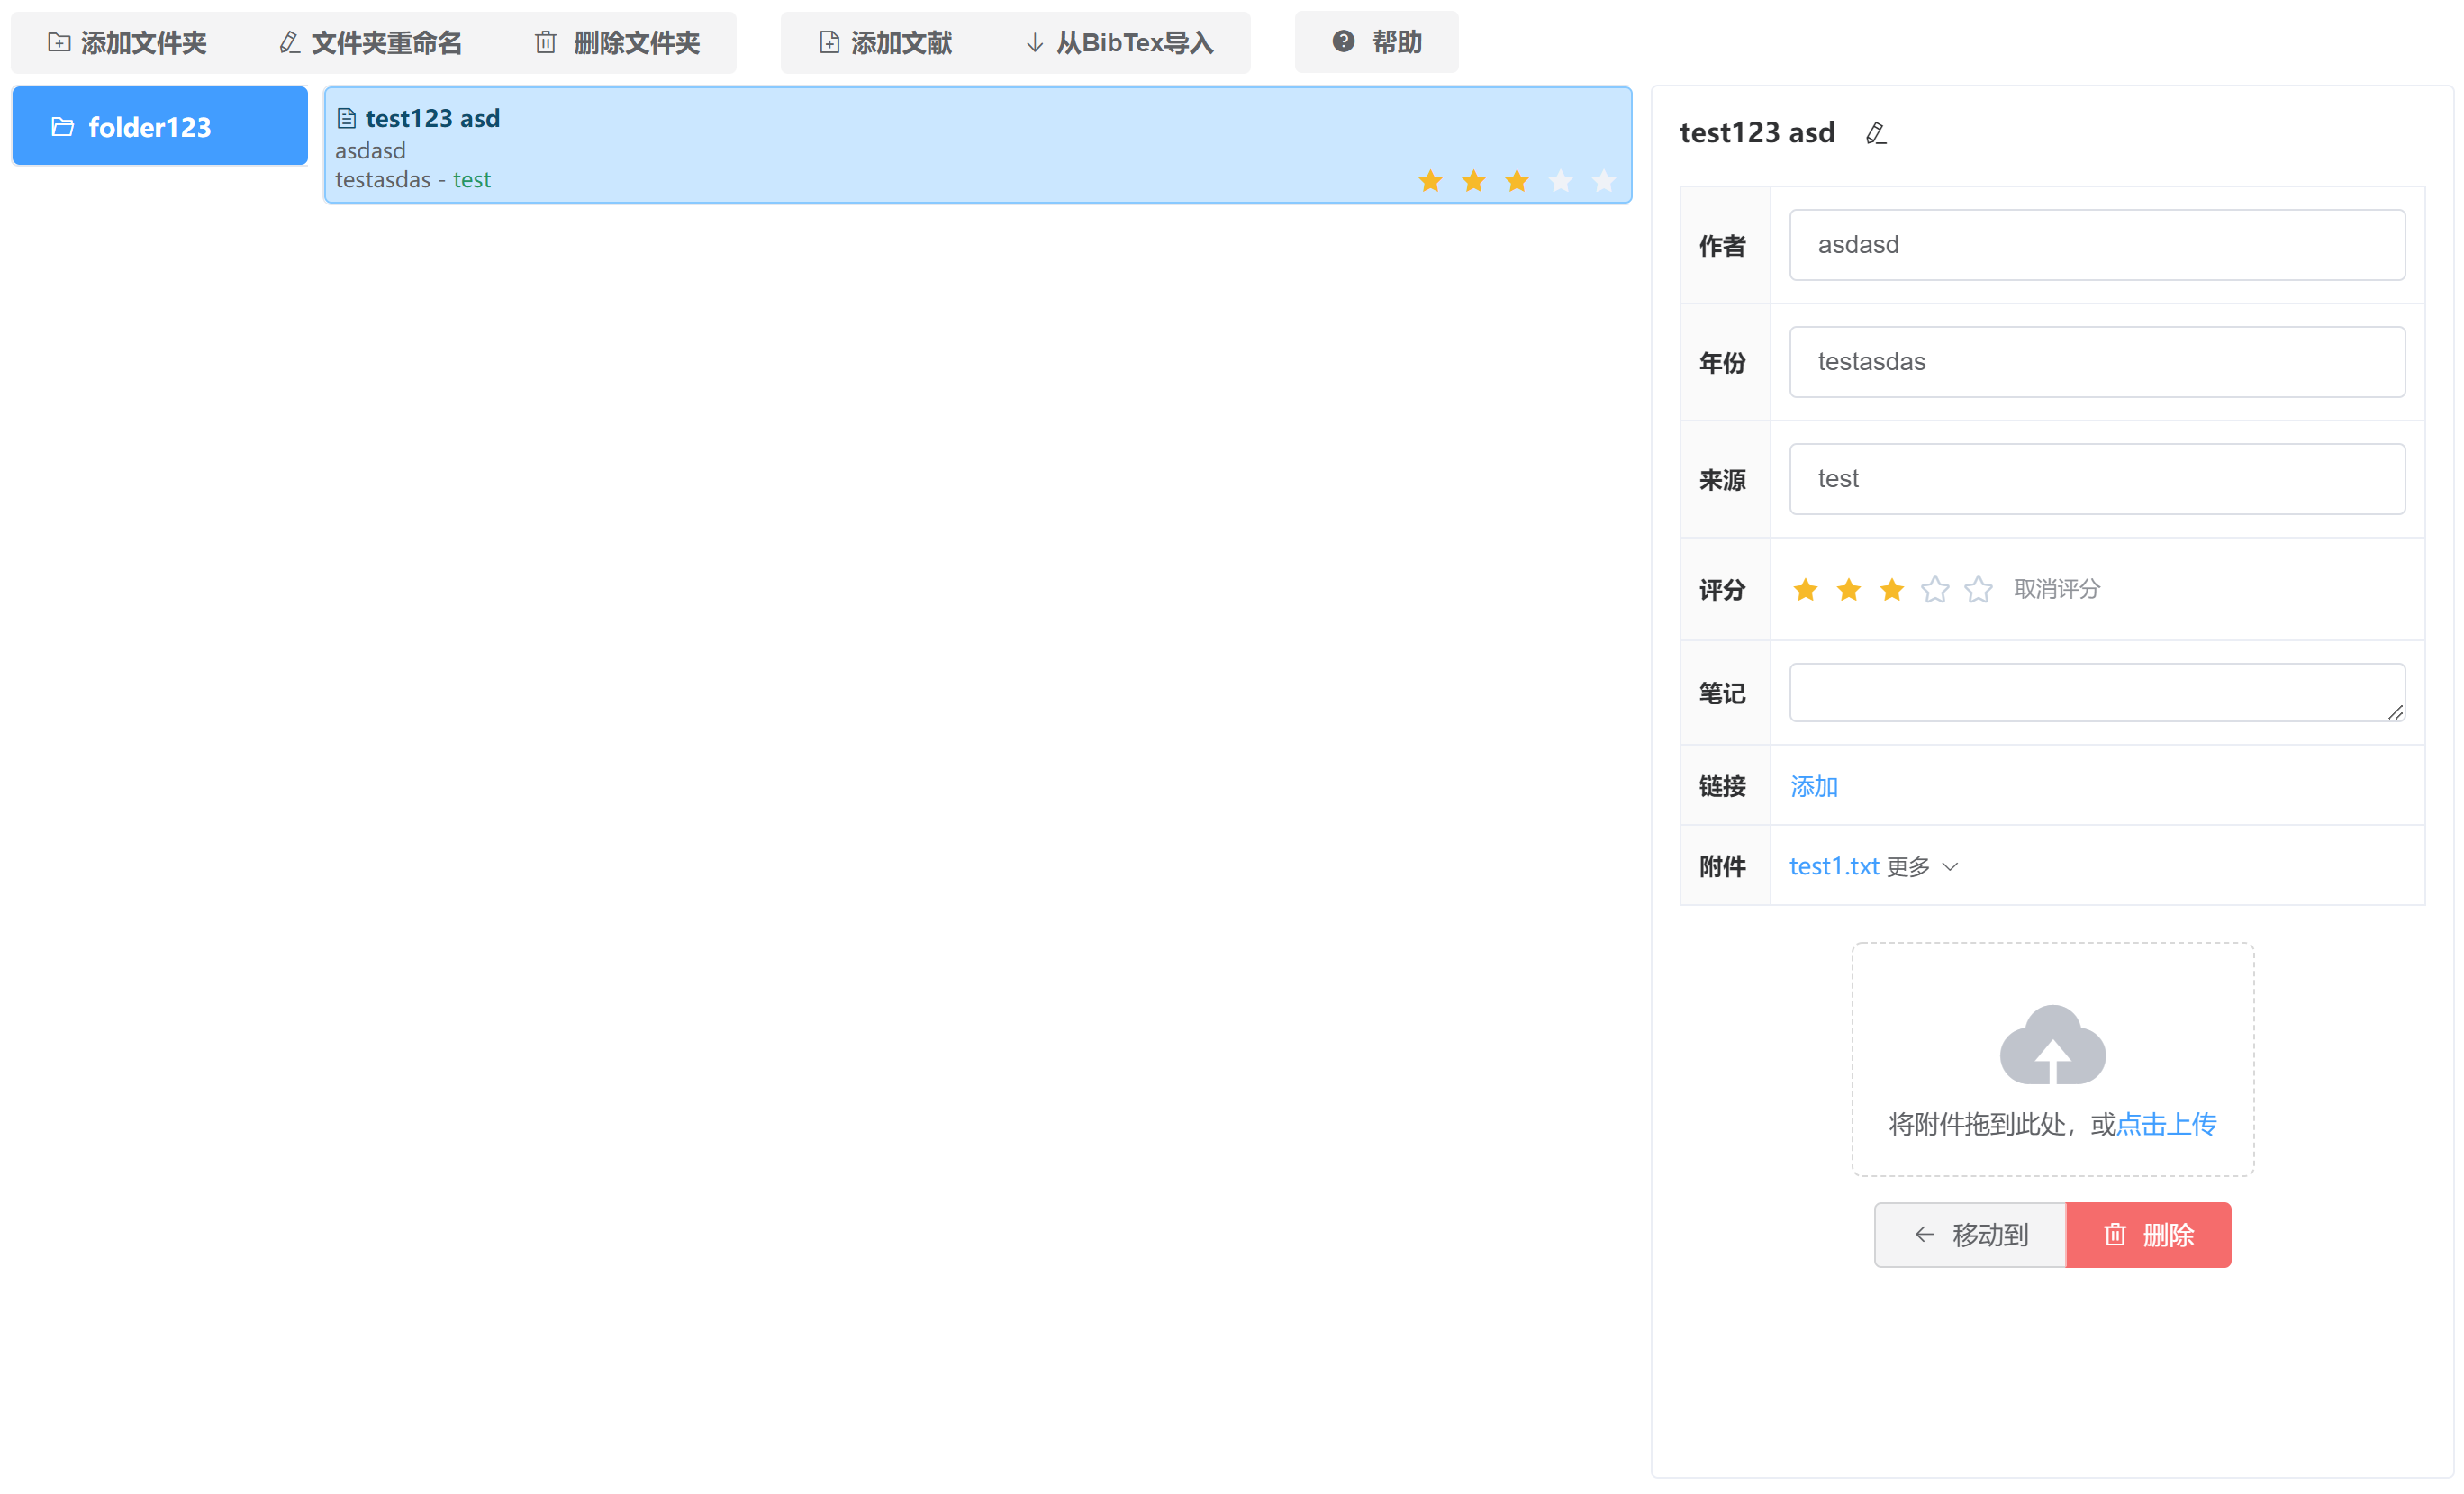 添加文件夹 文件夹重命名 删除文件夹 添加文献 从BibTex导入 帮助
folder123
test123 asd
asdasd
testasdas - test
test123 asd
作者 asdasd
年份 testasdas
来源 test
评分 取消评分
笔记
链接 添加
附件 test1.txt 更多
将附件拖到此处，或点击上传
移动到 删除